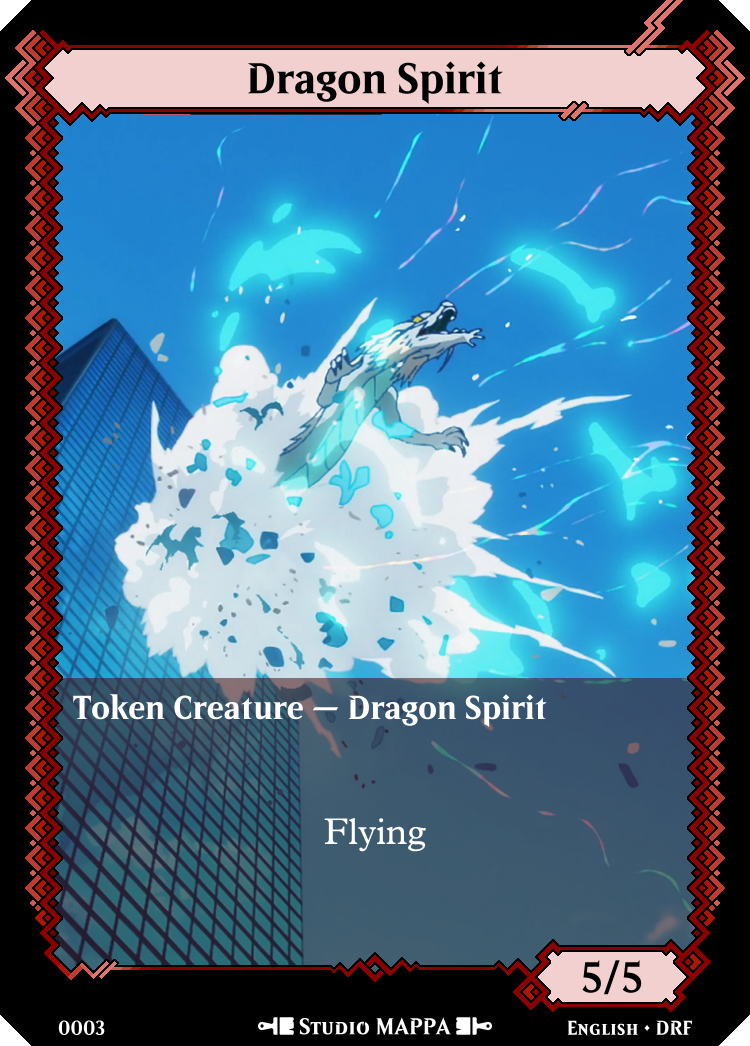 Dragon Spirit
Token Creature — Dragon Spirit
Flying
5/5
0003
Studio MAPPA
English • DRF